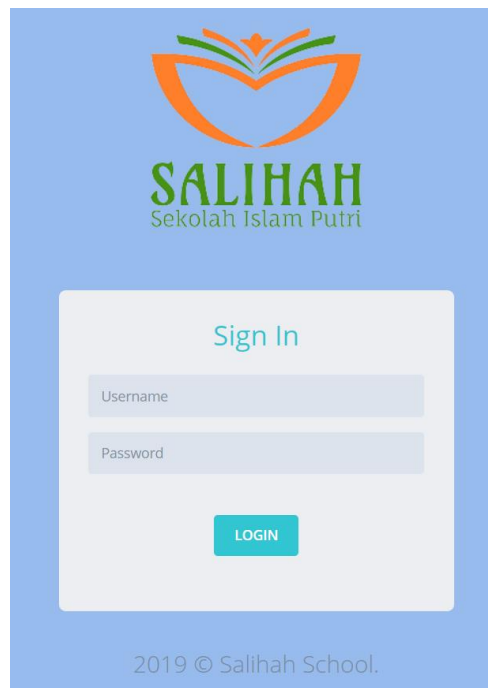 SALIHAH
Sekolah Islam Putri
Sign In
Username
Password
LOGIN
2019 © Salihah School.